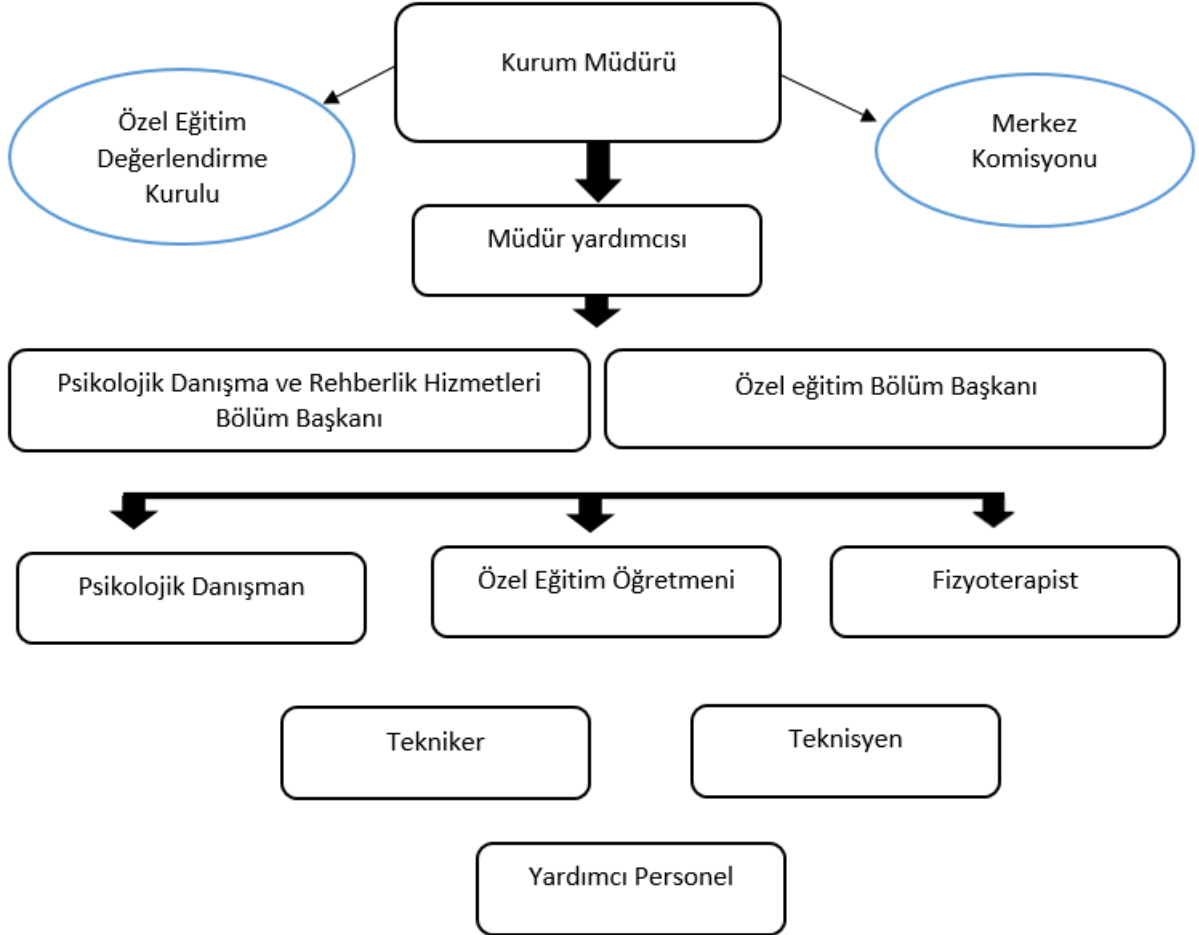 Kurum Müdürü
Özel Eğitim
Değerlendirme
Kurulu
Merkez
Komisyonu
Müdür yardımcısı
Psikolojik Danışma ve Rehberlik Hizmetleri
Bölüm Başkanı
Özel eğitim Bölüm Başkanı
Psikolojik Danışman
Özel Eğitim Öğretmeni
Fizyoterapist
Tekniker
Teknisyen
Yardımcı Personel